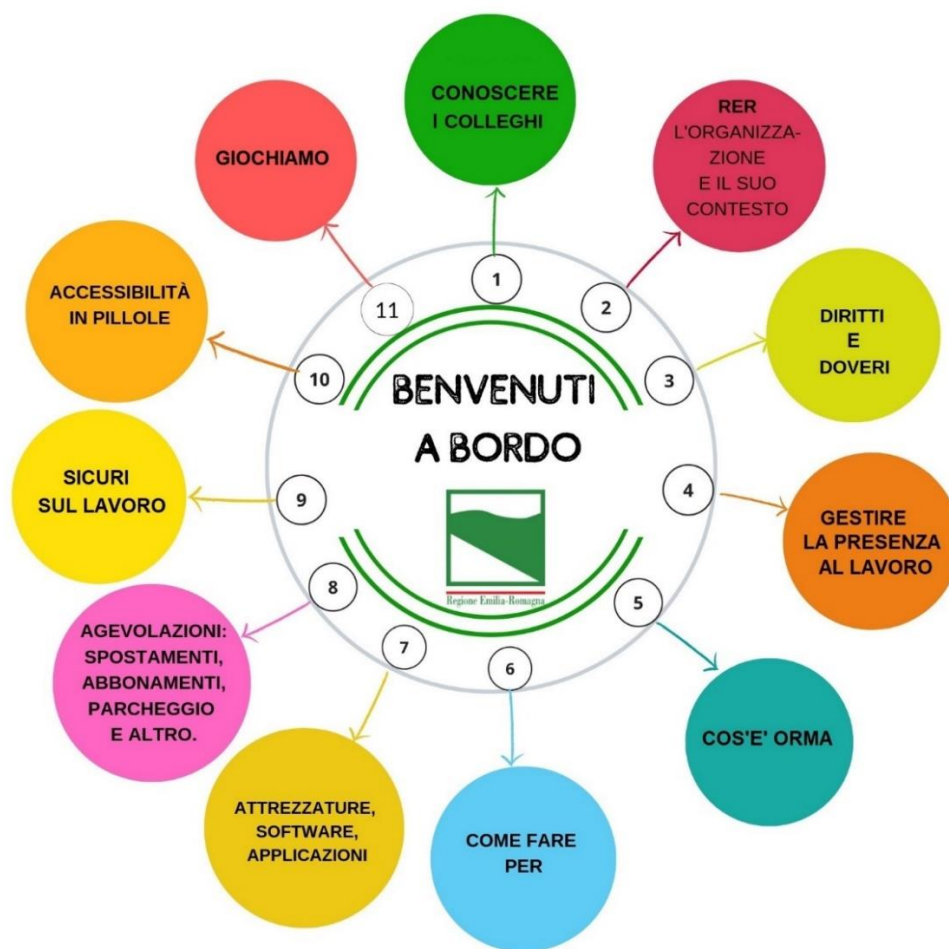 BENVENUTI
A BORDO
Regione Emilia-Romagna
1
CONOSCERE
I COLLEGHI
2
RER
L'ORGANIZZA-
ZIONE
E IL SUO
CONTESTO
3
DIRITTI
E
DOVERI
4
GESTIRE
LA PRESENZA
AL LAVORO
5
COS'E' ORMA
6
COME FARE
PER
7
ATTREZZATURE,
SOFTWARE,
APPLICAZIONI
8
AGEVOLAZIONI:
SPOSTAMENTI,
ABBONAMENTI,
PARCHEGGIO
E ALTRO.
9
SICURI
SUL LAVORO
10
ACCESSIBILITÀ
IN PILLOLE
11
GIOCHIAMO